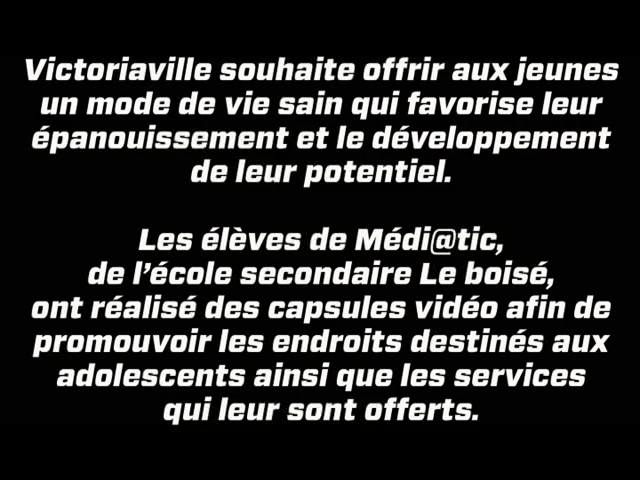 Victoriaville souhaite offrir aux jeunes
un mode de vie sain qui favorise leur
épanouissement et le développement
de leur potentiel.
Les élèves de Médi@tic,
de l'école secondaire Le boisé,
ont réalisé des capsules vidéo afin de
promouvoir les endroits destinés aux
adolescents ainsi que les services
qui leur sont offerts.